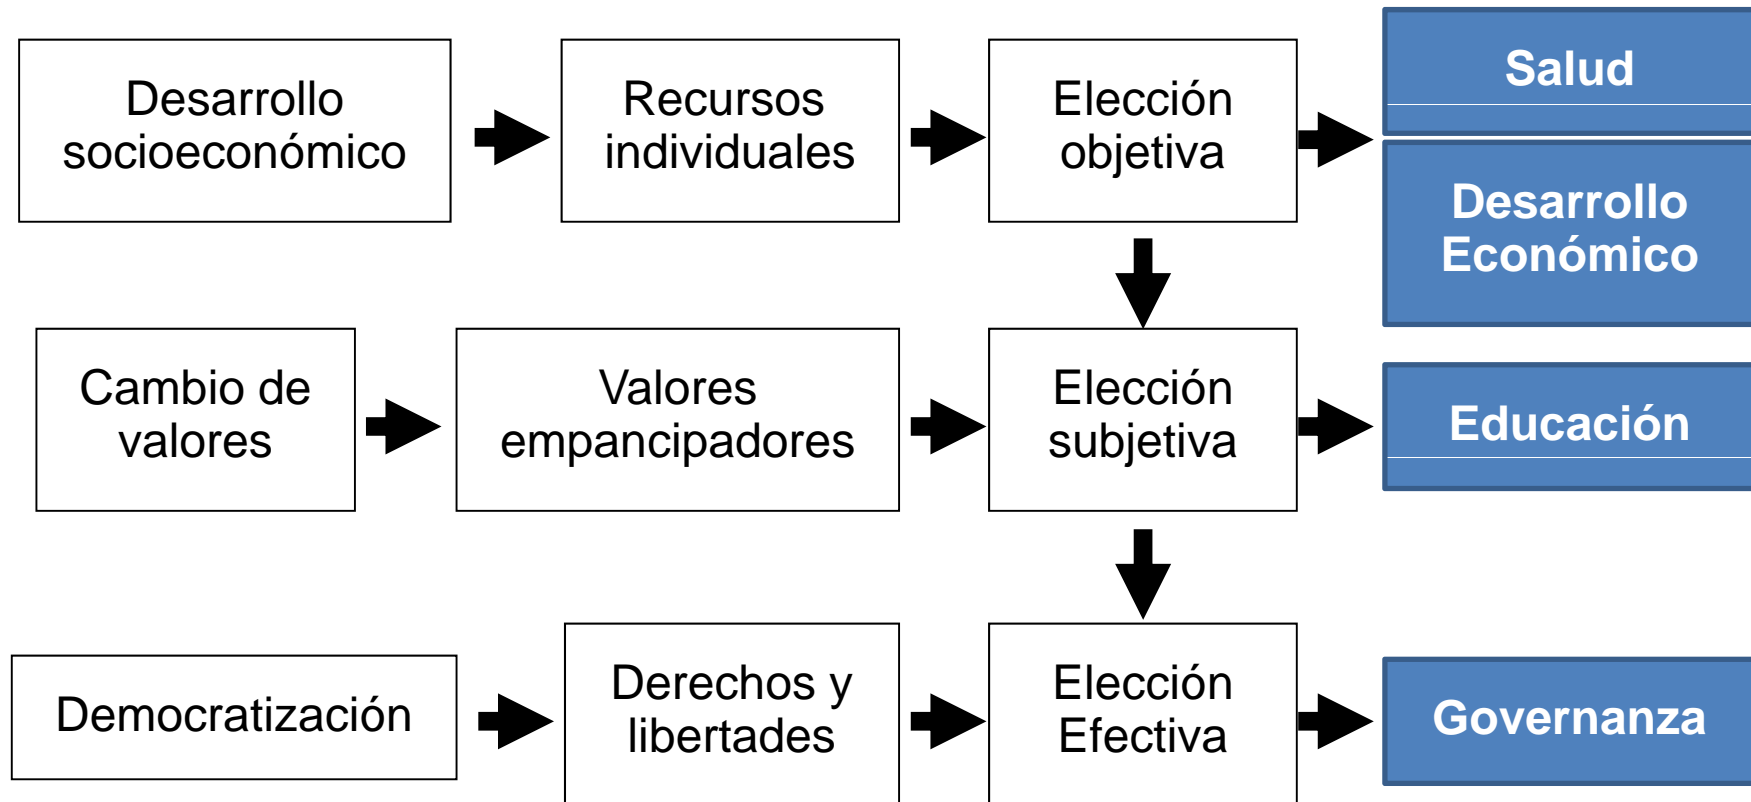 Desarrollo
socioeconómico
Recursos
individuales
Elección
objetiva
Salud
Desarrollo
Económico
Cambio de
valores
Valores
empancipadores
Elección
subjetiva
Educación
Democratización
Derechos y
libertades
Elección
Efectiva
Governanza